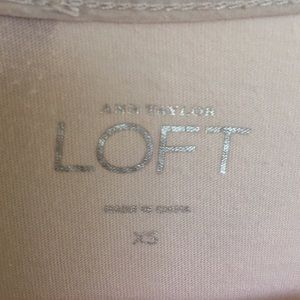 ANN TAYLOR
LOFT
MADE IN CHINA
XS